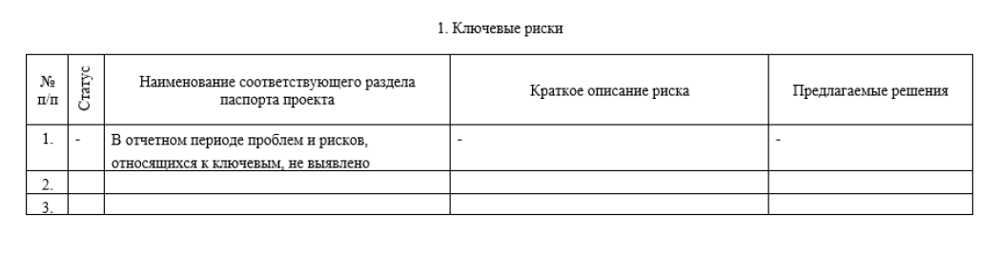 1. Ключевые риски
№
п/п
Статус
Наименование соответствующего раздела
паспорта проекта
Краткое описание риска
Предлагаемые решения
1.
-
В отчетном периоде проблем и рисков,
относящихся к ключевым, не выявлено
-
-
2.
3.